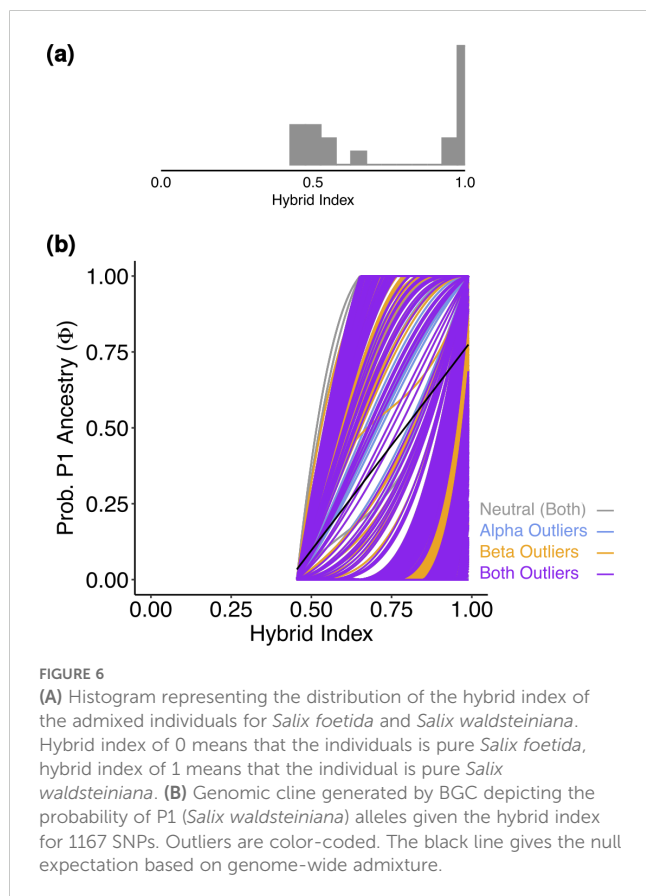 (a)
0.0
0.5
1.0
Hybrid Index
(b)
1.00
0.75
0.50
0.25
0.00
Prob. P1 Ancestry (Φ)
Neutral (Both)
Alpha Outliers
Beta Outliers
Both Outliers
0.00
0.25
0.50
0.75
1.00
Hybrid Index
FIGURE 6
(A) Histogram representing the distribution of the hybrid index of
the admixed individuals for Salix foetida and Salix waldsteiniana.
Hybrid index of 0 means that the individuals is pure Salix foetida,
hybrid index of 1 means that the individual is pure Salix
waldsteiniana. (B) Genomic cline generated by BGC depicting the
probability of P1 (Salix waldsteiniana) alleles given the hybrid index
for 1167 SNPs. Outliers are color-coded. The black line gives the null
expectation based on genome-wide admixture.